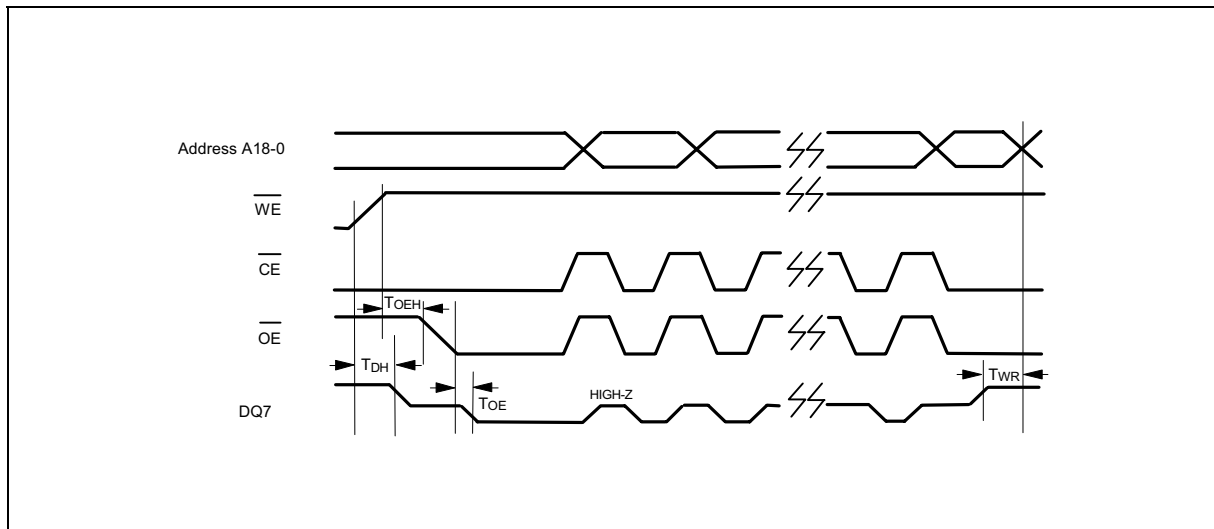 Address A18-0
WE
CE
TOEH
OE
TDH
TWR
TOE
HIGH-Z
DQ7